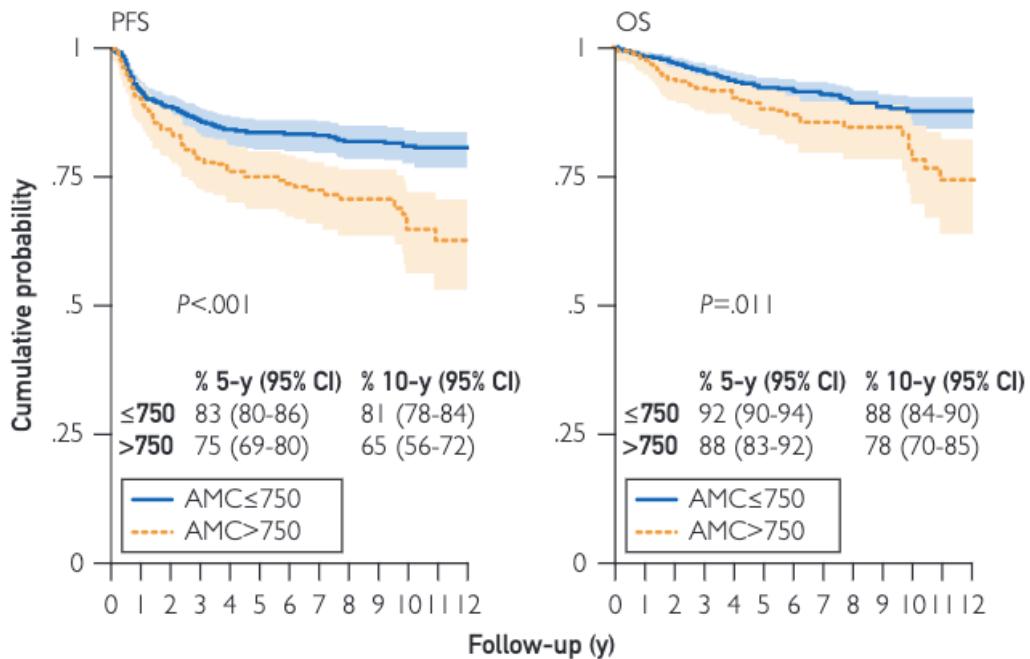 PFS
Cumulative probability
1
.75
.5
.25
0
P<.001
% 5-y (95% CI) % 10-y (95% CI)
≤750 83 (80-86) 81 (78-84)
>750 75 (69-80) 65 (56-72)
AMC≤750
AMC>750
0 1 2 3 4 5 6 7 8 9 10 11 12
OS
1
.75
.5
.25
0
P=.011
% 5-y (95% CI) % 10-y (95% CI)
≤750 92 (90-94) 88 (84-90)
>750 88 (83-92) 78 (70-85)
AMC≤750
AMC>750
0 1 2 3 4 5 6 7 8 9 10 11 12
Follow-up (y)